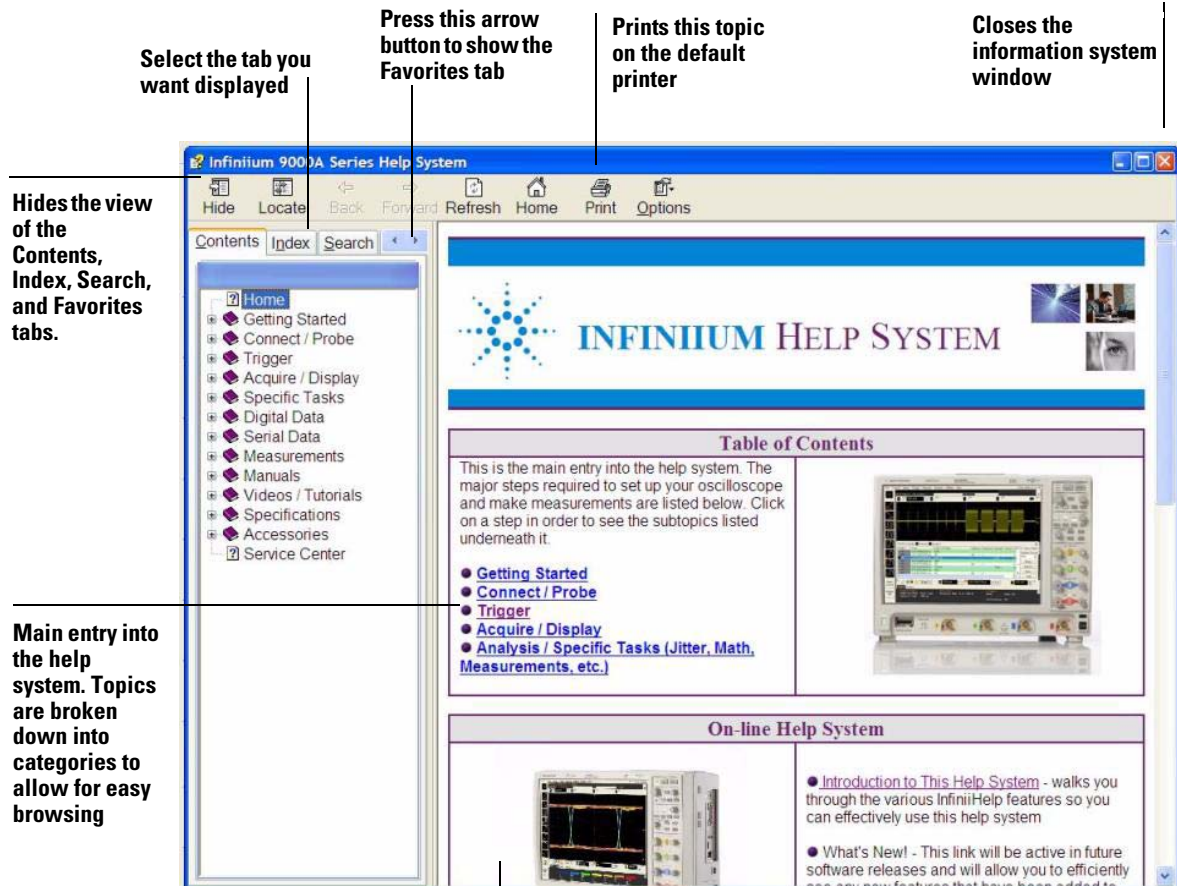 Press this arrow
button to show the
Favorites tab
Prints this topic
on the default
printer
Closes the
information system
window
Select the tab you
want displayed
Hides the view
of the
Contents,
Index, Search,
and Favorites
tabs.
Main entry into
the help
system. Topics
are broken
down into
categories to
allow for easy
browsing
Infiniium 9000A Series Help System
Hide Locate Back Forward Refresh Home Print Options
Contents Index Search
Home
Getting Started
Connect / Probe
Trigger
Acquire / Display
Specific Tasks
Digital Data
Serial Data
Measurements
Manuals
Videos / Tutorials
Specifications
Accessories
Service Center
INFINIIUM HELP SYSTEM
Table of Contents
This is the main entry into the help system. The
major steps required to set up your oscilloscope
and make measurements are listed below. Click
on a step in order to see the subtopics listed
underneath it.
Getting Started
Connect / Probe
Trigger
Acquire / Display
Analysis / Specific Tasks (Jitter, Math,
Measurements, etc.)
On-line Help System
Introduction to This Help System - walks you
through the various InfiniiHelp features so you
can effectively use this help system
What's New! - This link will be active in future
software releases and will allow you to efficiently
see any new features that have been added to